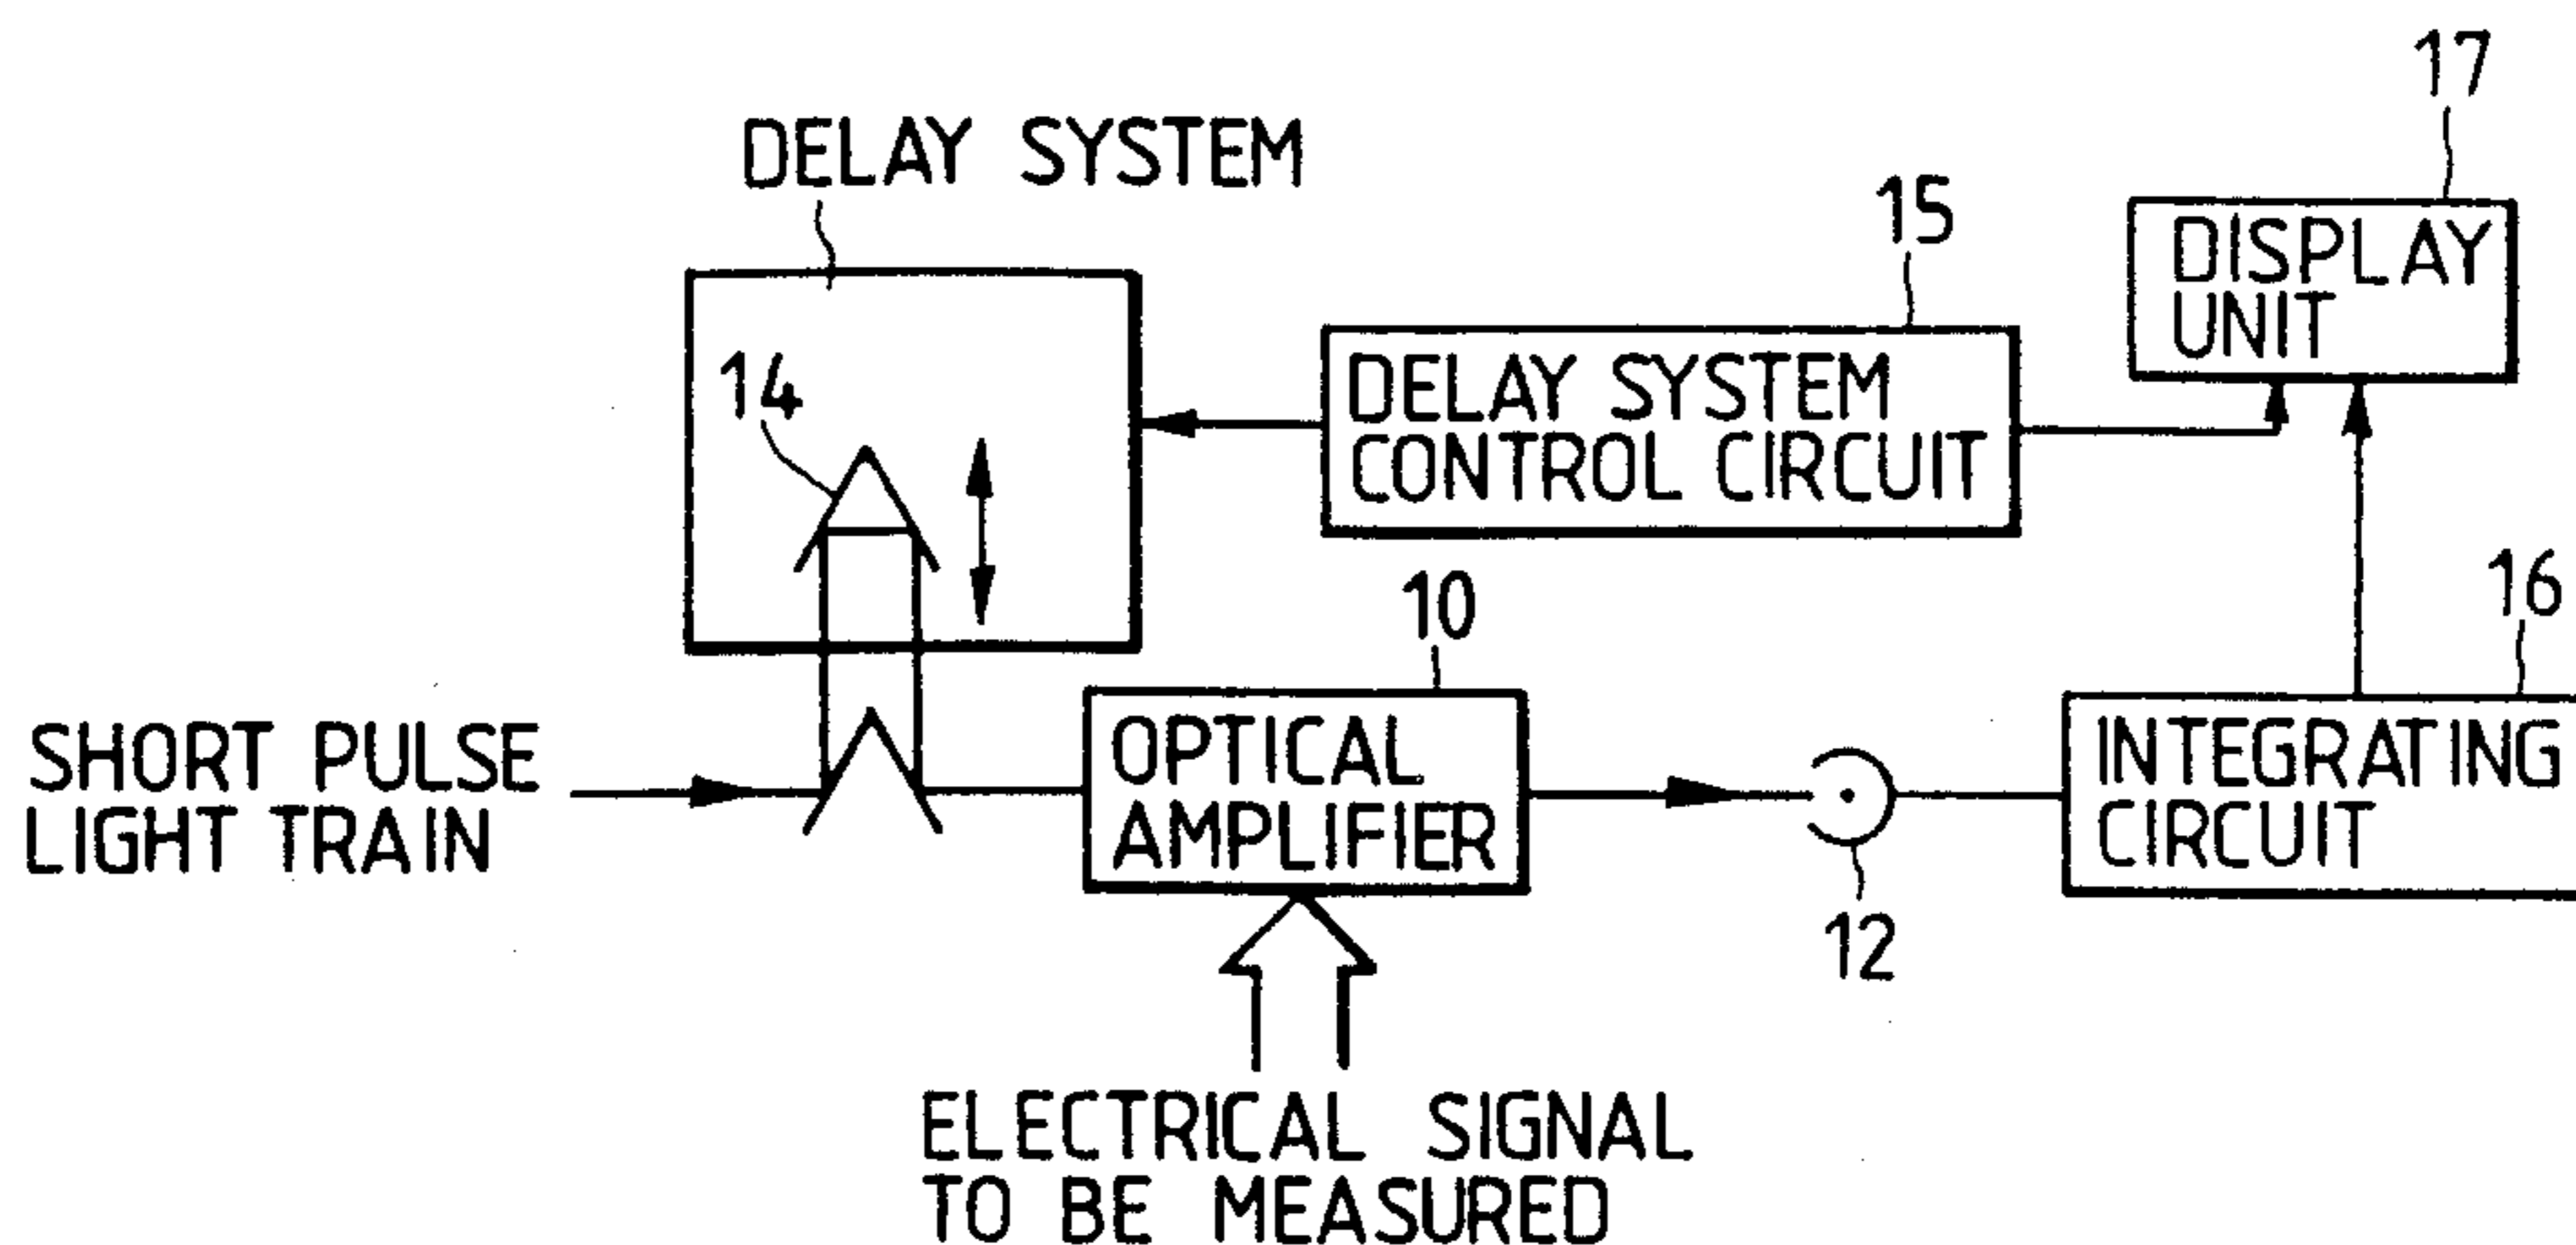 17
DELAY SYSTEM
15
DISPLAY
UNIT
14
DELAY SYSTEM
CONTROL CIRCUIT
16
10
SHORT PULSE
LIGHT TRAIN
OPTICAL
AMPLIFIER
INTEGRATING
CIRCUIT
12
ELECTRICAL SIGNAL
TO BE MEASURED